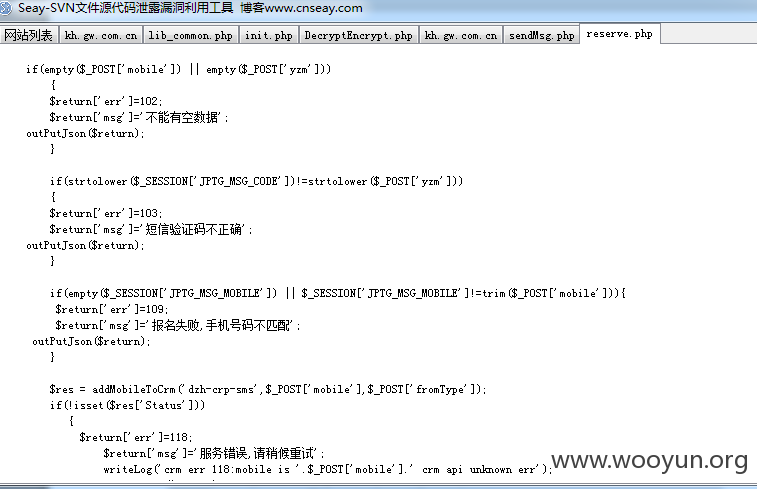 Seay-SVN文件源代码泄露漏洞利用工具 博客www.cnseay.com
网站列表 kh.gw.com.cn lib_common.php init.php DecryptEncrypt.php kh.gw.com.cn sendMsg.php reserve.php
if(empty($_POST['mobile']) || empty($_POST['yzm']))
{
$return['err']=102;
$return['msg']='不能有空数据';
outPutJson($return);
}
if(strtolower($_SESSION['JPTG_MSG_CODE'])!=strtolower($_POST['yzm']))
{
$return['err']=103;
$return['msg']='短信验证码不正确';
outPutJson($return);
}
if(empty($_SESSION['JPTG_MSG_MOBILE']) || $_SESSION['JPTG_MSG_MOBILE']!=trim($_POST['mobile'])){
$return['err']=109;
$return['msg']='报名失败,手机号码不匹配';
outPutJson($return);
}
$res = addMobileToCrm('dzh-crp-sms',$_POST['mobile'],$_POST['fromType']);
if(!isset($res['Status']))
{
$return['err']=118;
$return['msg']='服务错误,请稍候重试';
writeLog('crm err 118:mobile is '.$_POST['mobile'].' crm api unknown err');
www.wooyun.org